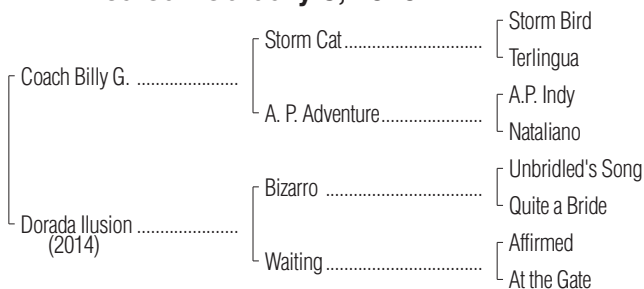 Storm Bird
Storm Cat
Terlingua
Coach Billy G.
A.P. Indy
A. P. Adventure
Nataliano
Unbridled's Song
Bizarro
Quite a Bride
Dorada Ilusion
(2014)
Affirmed
Waiting
At the Gate